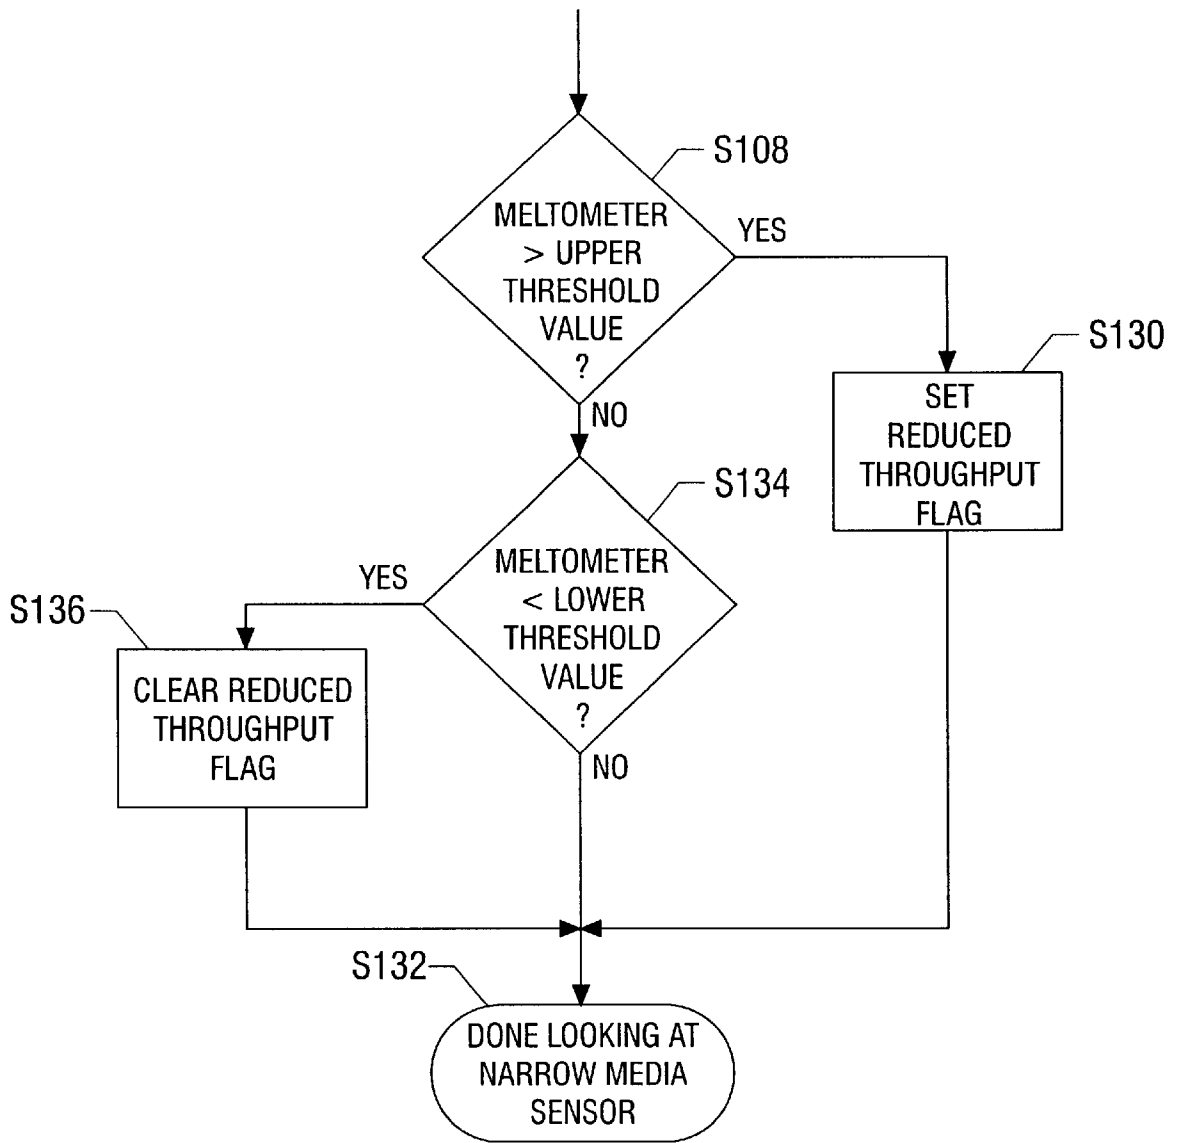 S108
MELTOMETER
> UPPER
THRESHOLD
VALUE
?
YES
NO
S130
SET
REDUCED
THROUGHPUT
FLAG
S134
MELTOMETER
< LOWER
THRESHOLD
VALUE
?
YES
NO
S136
CLEAR REDUCED
THROUGHPUT
FLAG
S132
DONE LOOKING AT
NARROW MEDIA
SENSOR